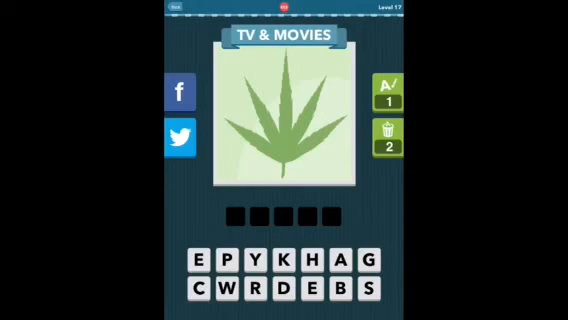 Level 17
TV & MOVIES
f
A!
1
2
E P Y K H A G
C W R D E B S